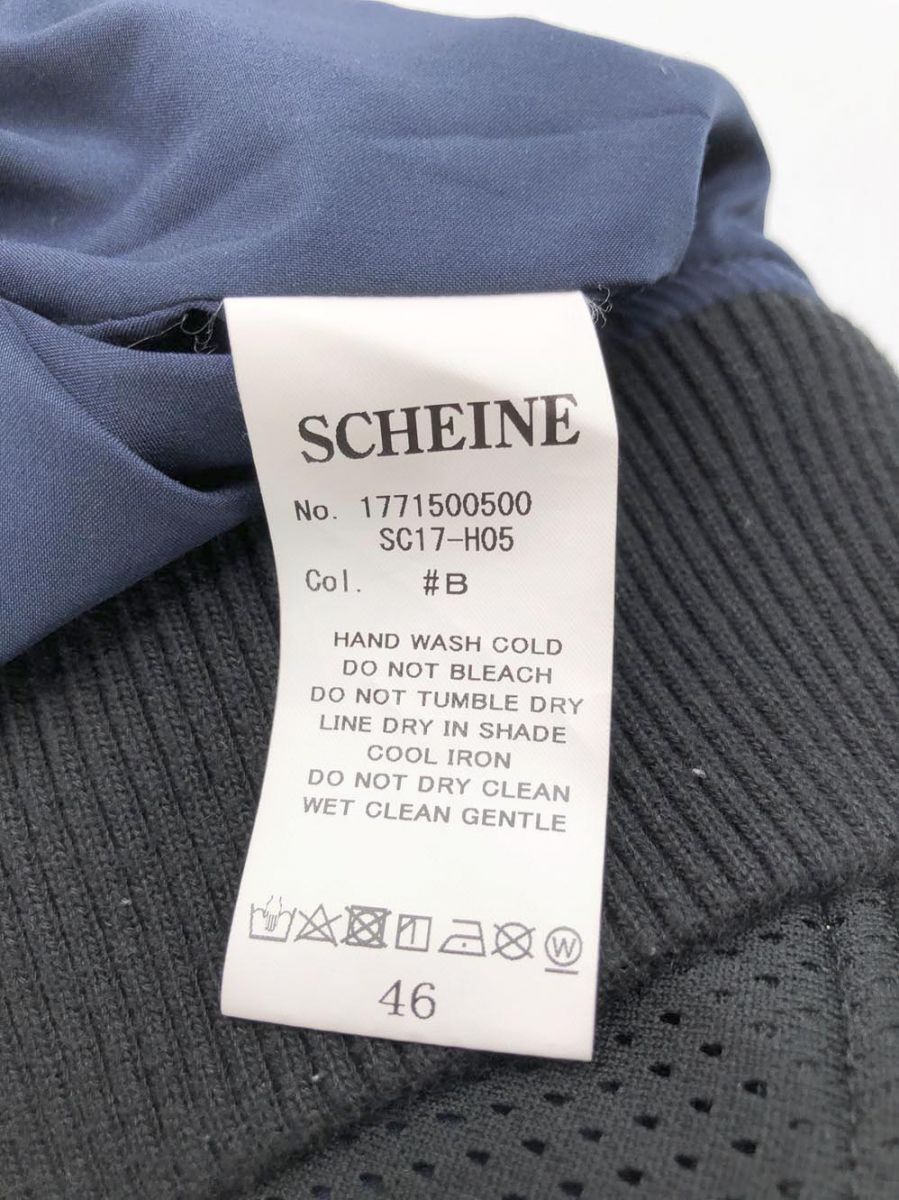 SCHEINE
No. 1771500500
SC17-H05
Col. #B
HAND WASH COLD
DO NOT BLEACH
DO NOT TUMBLE DRY
LINE DRY IN SHADE
COOL IRON
DO NOT DRY CLEAN
WET CLEAN GENTLE
W
46